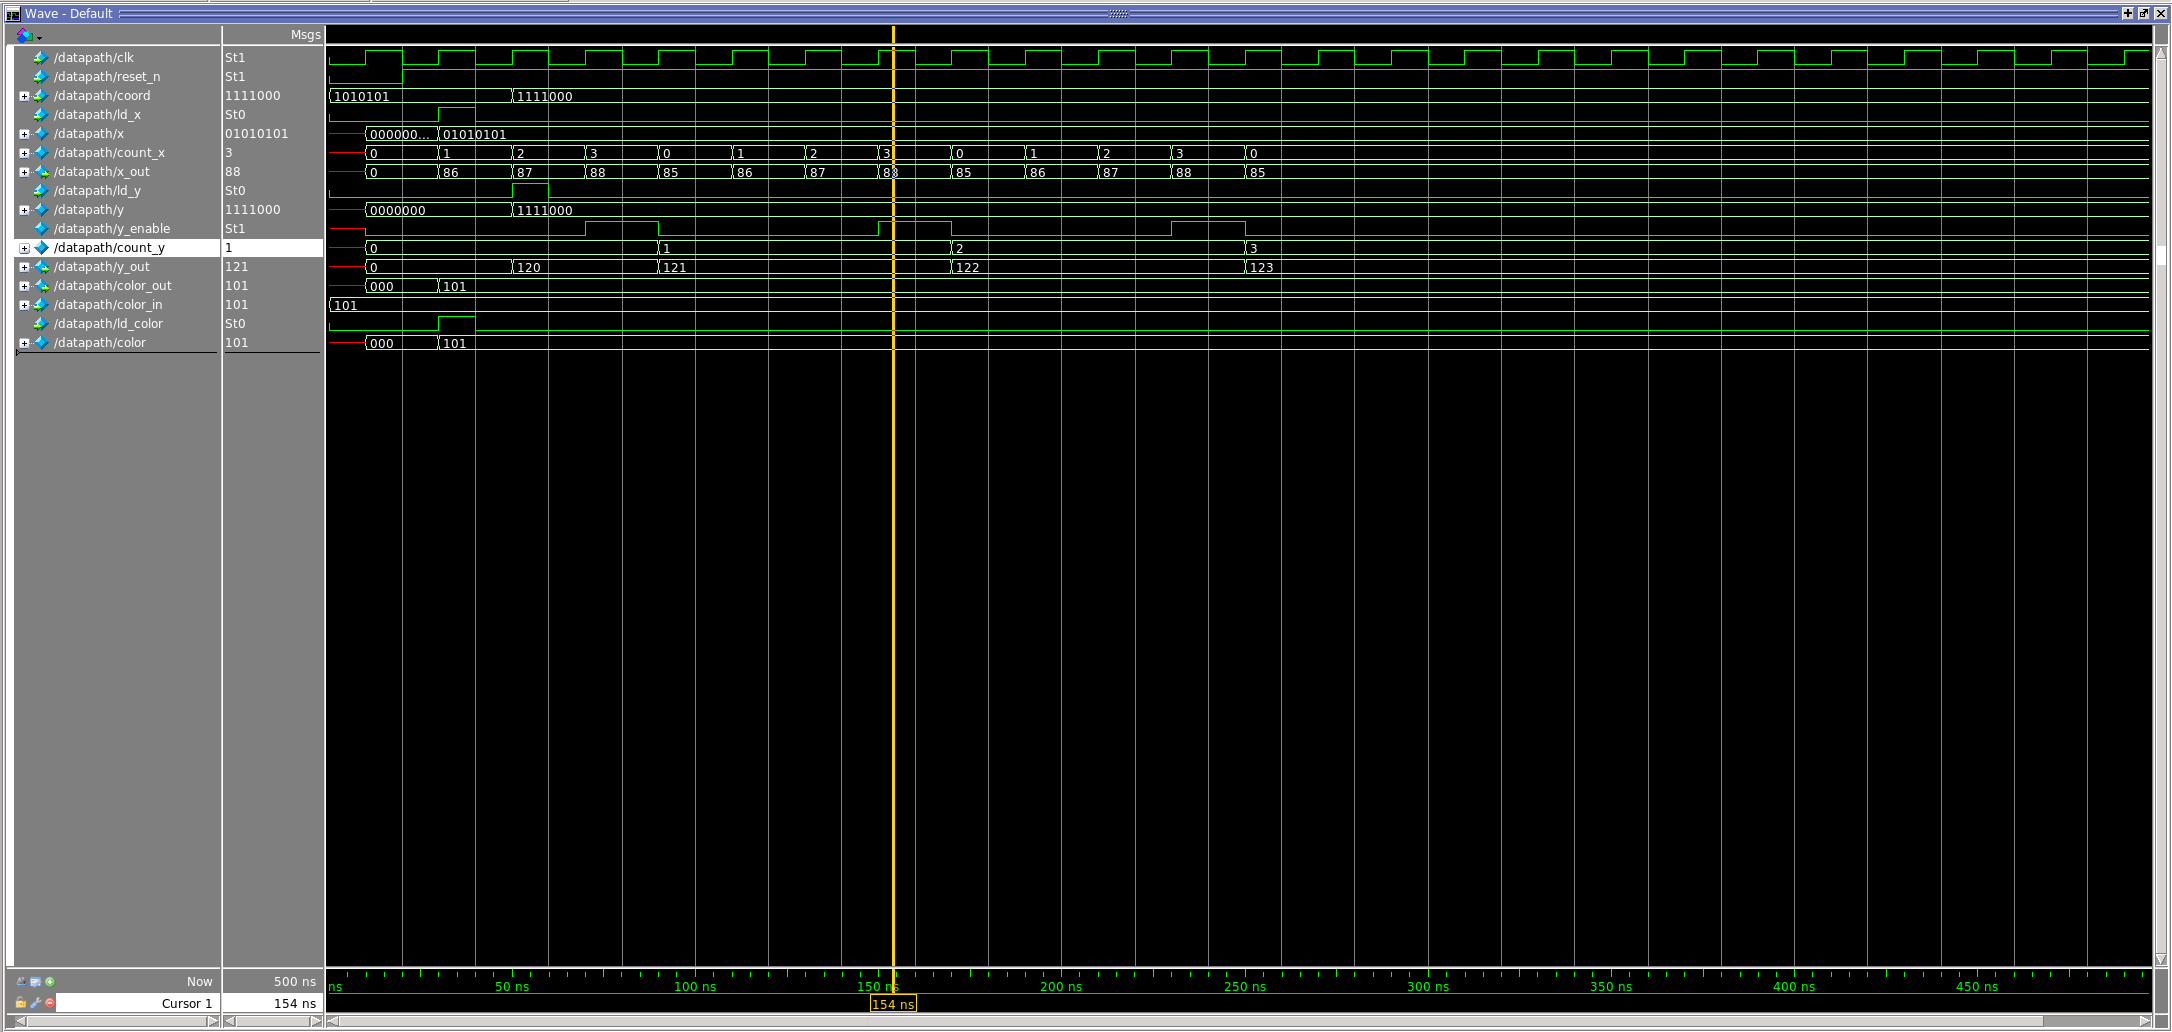 Wave - Default
Msgs
/datapath/clk St1
/datapath/reset_n St1
/datapath/coord 1111000 1010101 1111000
/datapath/ld_x St0
/datapath/x 01010101 000000... 01010101
/datapath/count_x 3 0 1 2 3 0 1 2 3 0 1 2 3 0
/datapath/x_out 88 0 86 87 88 85 86 87 88 85 86 87 88 85
/datapath/ld_y St0
/datapath/y 1111000 0000000 1111000
/datapath/y_enable St1
/datapath/count_y 1 0 1 2 3
/datapath/y_out 121 0 120 121 122 123
/datapath/color_out 101 000 101
/datapath/color_in 101 101
/datapath/ld_color St0
/datapath/color 101 000 101
Now 500 ns ns 50 ns 100 ns 150 ns 200 ns 250 ns 300 ns 350 ns 400 ns 450 ns
Cursor 1 154 ns 154 ns